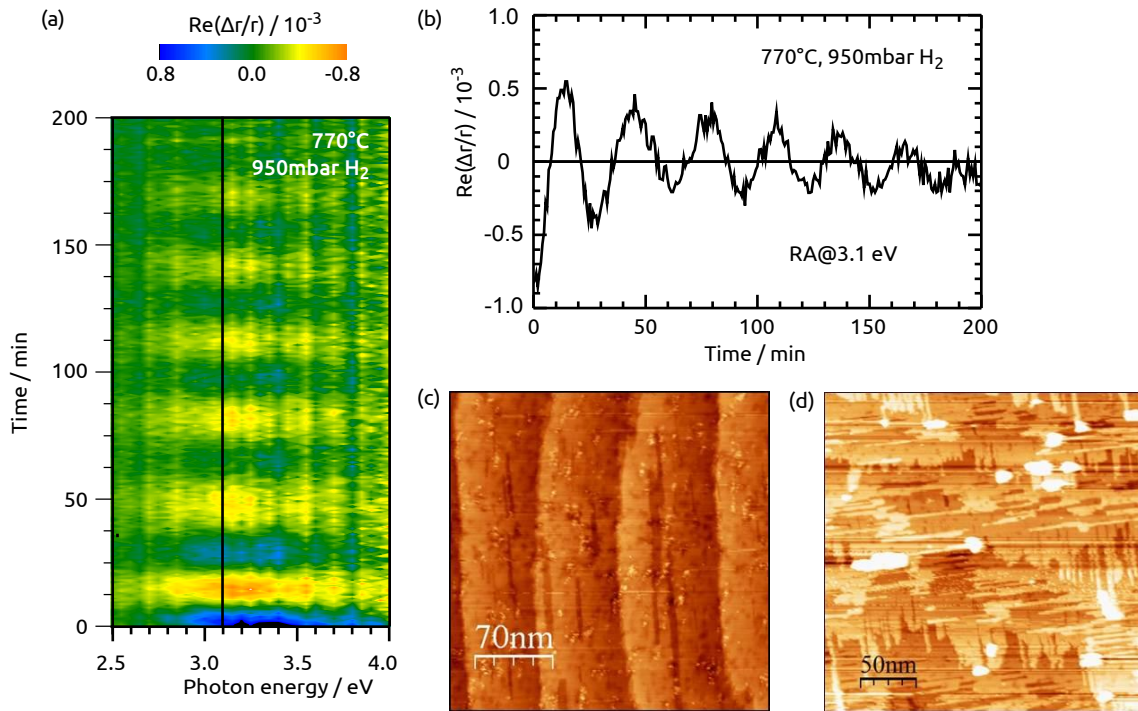 (a)
Re(Δr/r) / 10⁻³
0.8 0.0 -0.8
200
150
100
50
0
Time / min
770°C
950mbar H₂
2.5 3.0 3.5 4.0
Photon energy / eV
(b)
1.0
0.5
0
-0.5
-1.0
Re(Δr/r) / 10⁻³
770°C, 950mbar H₂
RA@3.1 eV
0 50 100 150 200
Time / min
(c)
70nm
(d)
50nm